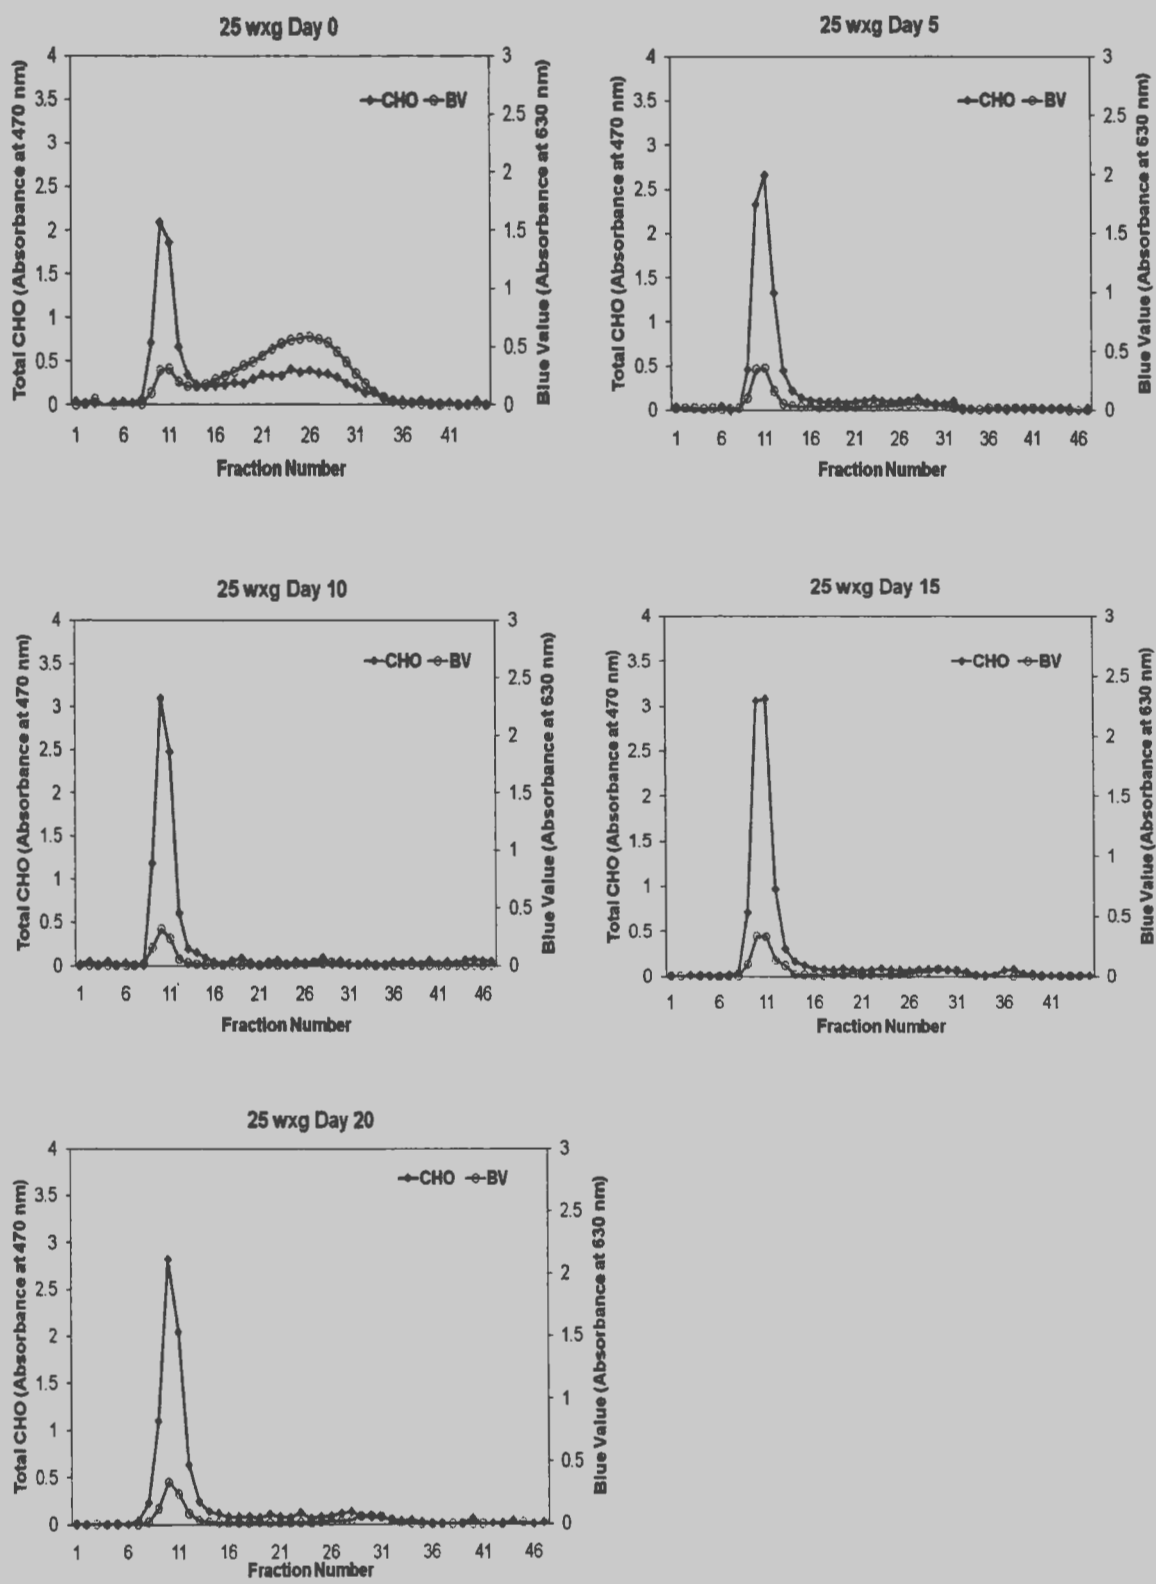 25 wxg Day 0
Total CHO (Absorbance at 470 nm)
4
3.5
3
2.5
2
1.5
1
0.5
0
CHO BV
3
2.5
2
1.5
1
0.5
0
Blue Value (Absorbance at 630 nm)
1 6 11 16 21 26 31 36 41
Fraction Number
25 wxg Day 5
Total CHO (Absorbance at 470 nm)
4
3.5
3
2.5
2
1.5
1
0.5
0
CHO BV
3
2.5
2
1.5
1
0.5
0
Blue Value (Absorbance at 630 nm)
1 6 11 16 21 26 31 36 41 46
Fraction Number
25 wxg Day 10
Total CHO (Absorbance at 470 nm)
4
3.5
3
2.5
2
1.5
1
0.5
0
CHO BV
3
2.5
2
1.5
1
0.5
0
Blue Value (Absorbance at 630 nm)
1 6 11 16 21 26 31 36 41 46
Fraction Number
25 wxg Day 15
Total CHO (Absorbance at 470 nm)
4
3.5
3
2.5
2
1.5
1
0.5
0
CHO BV
3
2.5
2
1.5
1
0.5
0
Blue Value (Absorbance at 630 nm)
1 6 11 16 21 26 31 36 41
Fraction Number
25 wxg Day 20
Total CHO (Absorbance at 470 nm)
4
3.5
3
2.5
2
1.5
1
0.5
0
CHO BV
3
2.5
2
1.5
1
0.5
0
Blue Value (Absorbance at 630 nm)
1 6 11 16 21 26 31 36 41 46
Fraction Number